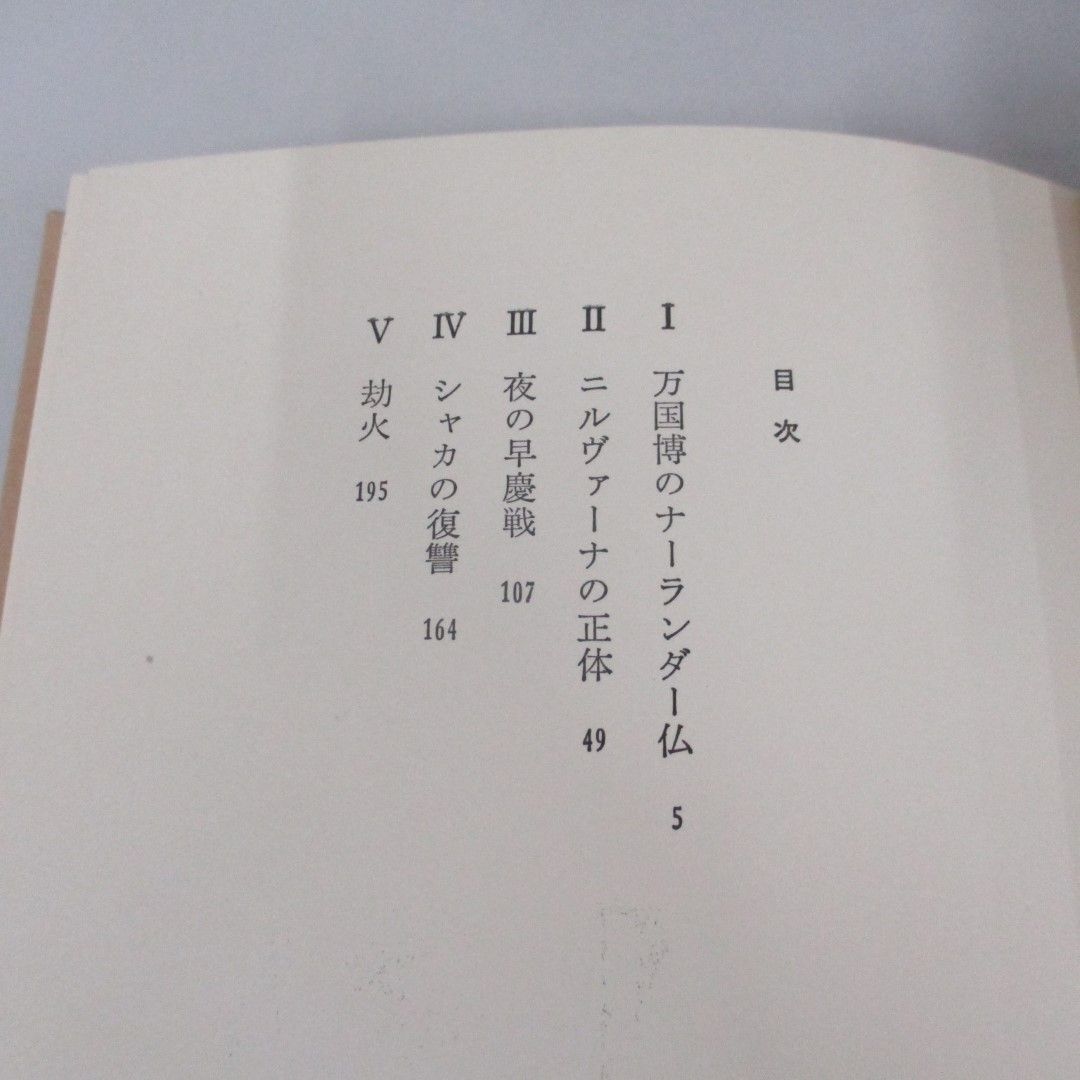 目次
I 万国博のナーランダー仏 5
II ニルヴァーナの正体 49
III 夜の早慶戦 107
IV シャカの復讐 164
V 劫火 195